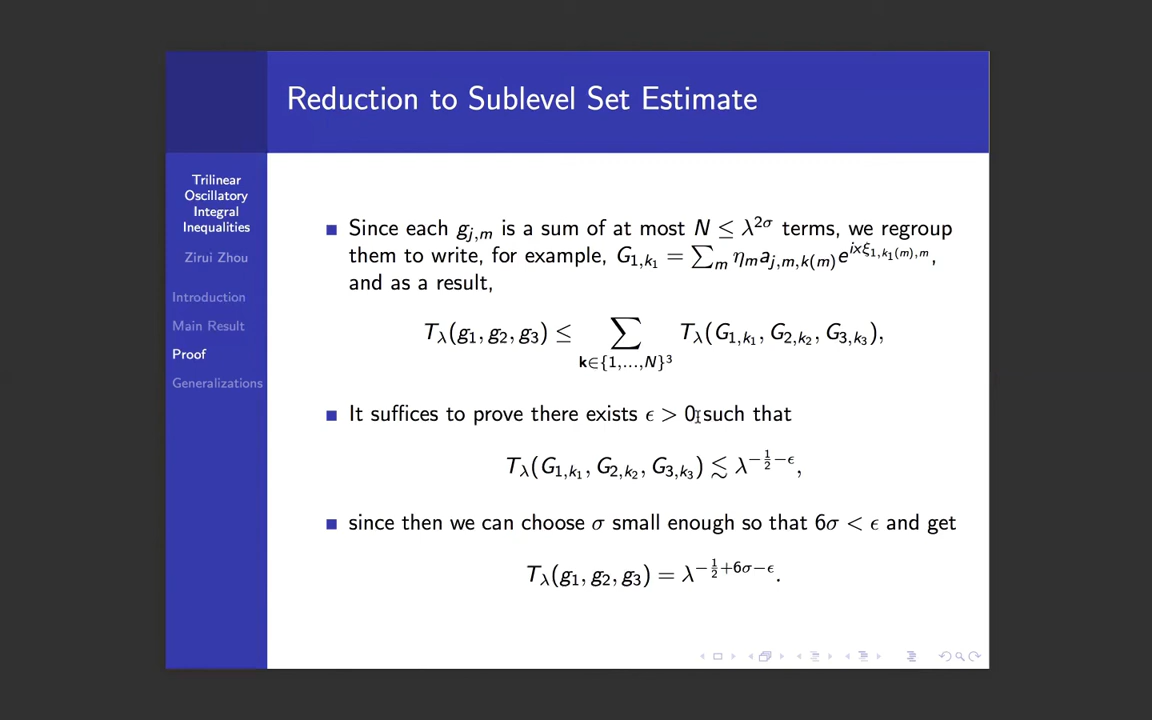 Reduction to Sublevel Set Estimate
Trilinear
Oscillatory
Integral
Inequalities
Zirui Zhou
Introduction
Main Result
Proof
Generalizations
■ Since each g_{j,m} is a sum of at most N ≤ λ^{2σ} terms, we regroup
them to write, for example, G_{1,k_1} = ∑_m η_m a_{j,m,k(m)} e^{ixξ_{1,k_1(m),m}},
and as a result,
T_λ(g_1, g_2, g_3) ≤ ∑_{k∈{1,...,N}^3} T_λ(G_{1,k_1}, G_{2,k_2}, G_{3,k_3}),
■ It suffices to prove there exists ϵ > 0 such that
T_λ(G_{1,k_1}, G_{2,k_2}, G_{3,k_3}) ≲ λ^{-\frac{1}{2}-ϵ},
■ since then we can choose σ small enough so that 6σ < ϵ and get
T_λ(g_1, g_2, g_3) = λ^{-\frac{1}{2}+6σ-ϵ}.